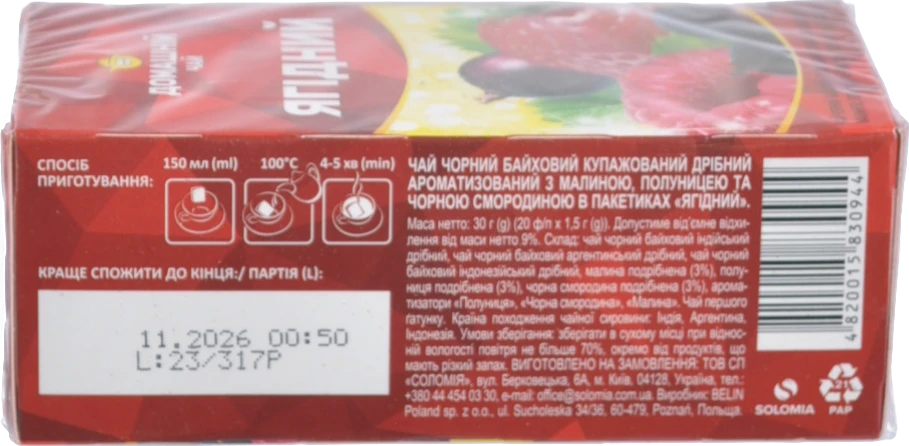 ДОМАШНІЙ
ЧАЙ
ЯГІДНИЙ
СПОСІБ
ПРИГОТУВАННЯ:
150 мл (ml)
100°C
4-5 хв (min)
КРАЩЕ СПОЖИТИ ДО КІНЦЯ:/ ПАРТІЯ (L):
11.2026 00:50
L:23/317P
ЧАЙ ЧОРНИЙ БАЙХОВИЙ КУПАЖОВАНИЙ ДРІБНИЙ
АРОМАТИЗОВАНИЙ З МАЛИНОЮ, ПОЛУНИЦЕЮ ТА
ЧОРНОЮ СМОРОДИНОЮ В ПАКЕТИКАХ «ЯГІДНИЙ».
Маса нетто: 30 г (g) (20 ф/п х 1,5 г (g)). Допустиме від'ємне відхи-
лення від маси нетто 9%. Склад: чай чорний байховий індійський
дрібний, чай чорний байховий аргентинський дрібний, чай чорний
байховий індонезійський дрібний, малина подрібнена (3%), полу-
ниця подрібнена (3%), чорна смородина подрібнена (3%), арома-
тизатори «Полуниця», «Чорна смородина», «Малина». Чай першого
ґатунку. Країна походження чайної сировини: Індія, Аргентина,
Індонезія. Умови зберігання: зберігати в сухому місці при віднос-
ній вологості повітря не більше 70%, окремо від продуктів, що
мають різкий запах. ВИГОТОВЛЕНО НА ЗАМОВЛЕННЯ: ТОВ СП
«СОЛОМІЯ», вул. Берковецька, 6А, м. Київ, 04128, Україна, тел.:
+380 44 454 03 30, e-mail: office@solomia.com.ua. Виробник: BELIN
Poland sp. z o.o., ul. Sucholeska 34/36, 60-479, Poznań, Польща.
4820015830944
SOLOMIA
21
PAP